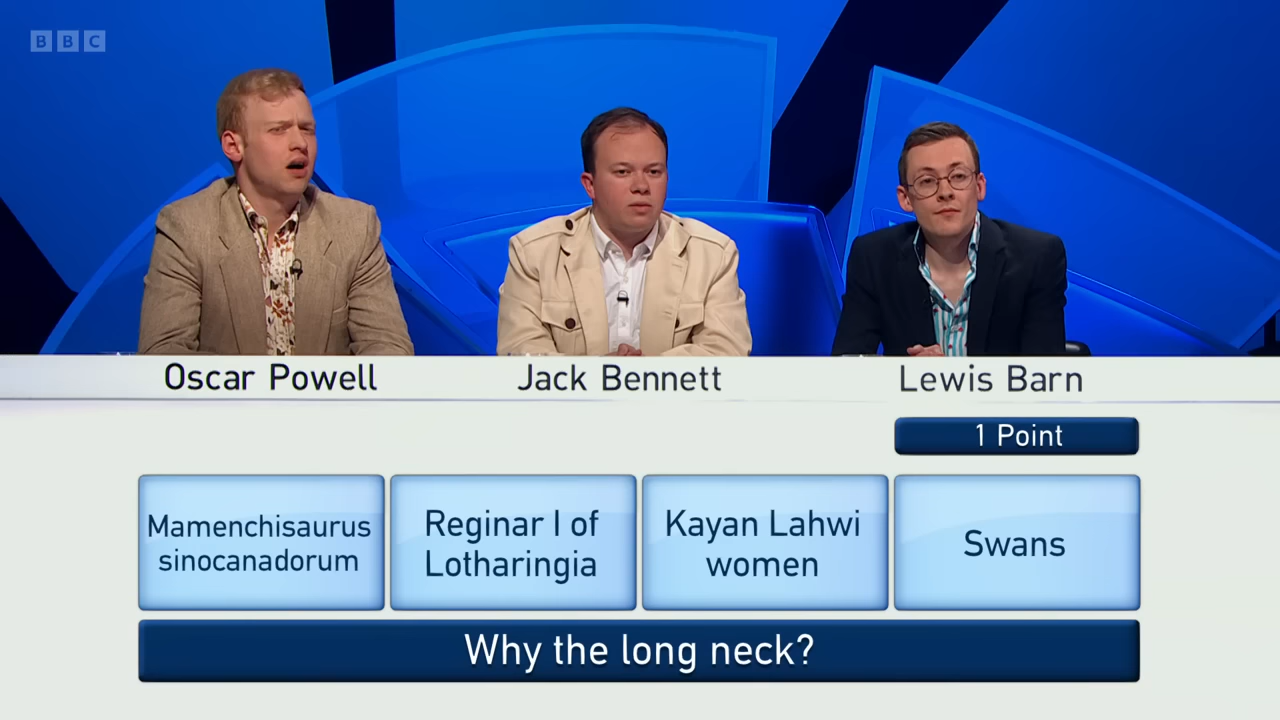 BBC
Oscar Powell
Jack Bennett
Lewis Barn
1 Point
Mamenchisaurus
sinocanadorum
Reginar I of
Lotharingia
Kayan Lahwi
women
Swans
Why the long neck?